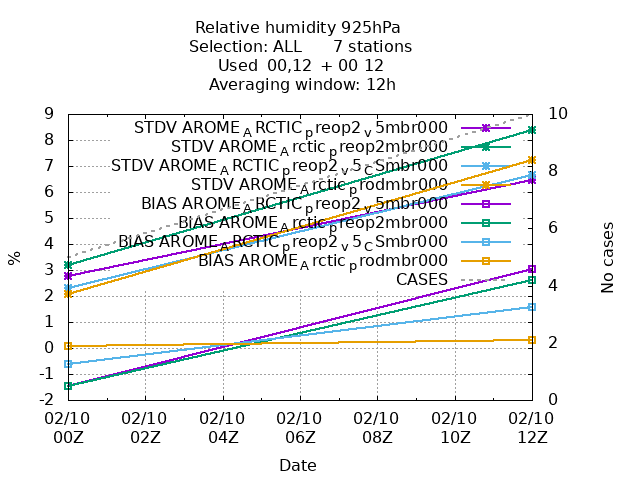 Relative humidity 925hPa
Selection: ALL 7 stations
Used 00,12 + 00 12
Averaging window: 12h
9
8
7
6
5
4
3
2
1
0
-1
-2
%
STDV AROME_ARCTIC_preop2_v5mbr000
STDV AROME_Arctic_preop2mbr000
STDV AROME_ARCTIC_preop2_v5_CSmbr000
STDV AROME_Arctic_prodmbr000
BIAS AROME_ARCTIC_preop2_v5mbr000
BIAS AROME_Arctic_preop2mbr000
BIAS AROME_ARCTIC_preop2_v5_CSmbr000
BIAS AROME_Arctic_prodmbr000
CASES
10
8
6
4
2
0
No cases
02/10 02/10 02/10 02/10 02/10 02/10 02/10
00Z 02Z 04Z 06Z 08Z 10Z 12Z
Date